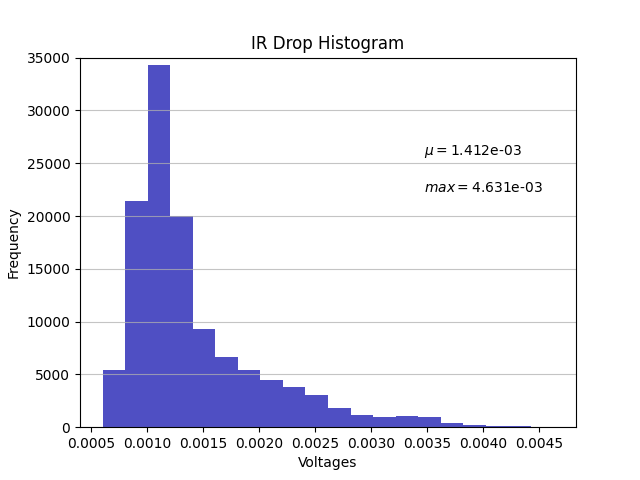 IR Drop Histogram
35000
30000
25000
20000
15000
10000
5000
0
Frequency
μ = 1.412e-03
max = 4.631e-03
0.0005 0.0010 0.0015 0.0020 0.0025 0.0030 0.0035 0.0040 0.0045
Voltages